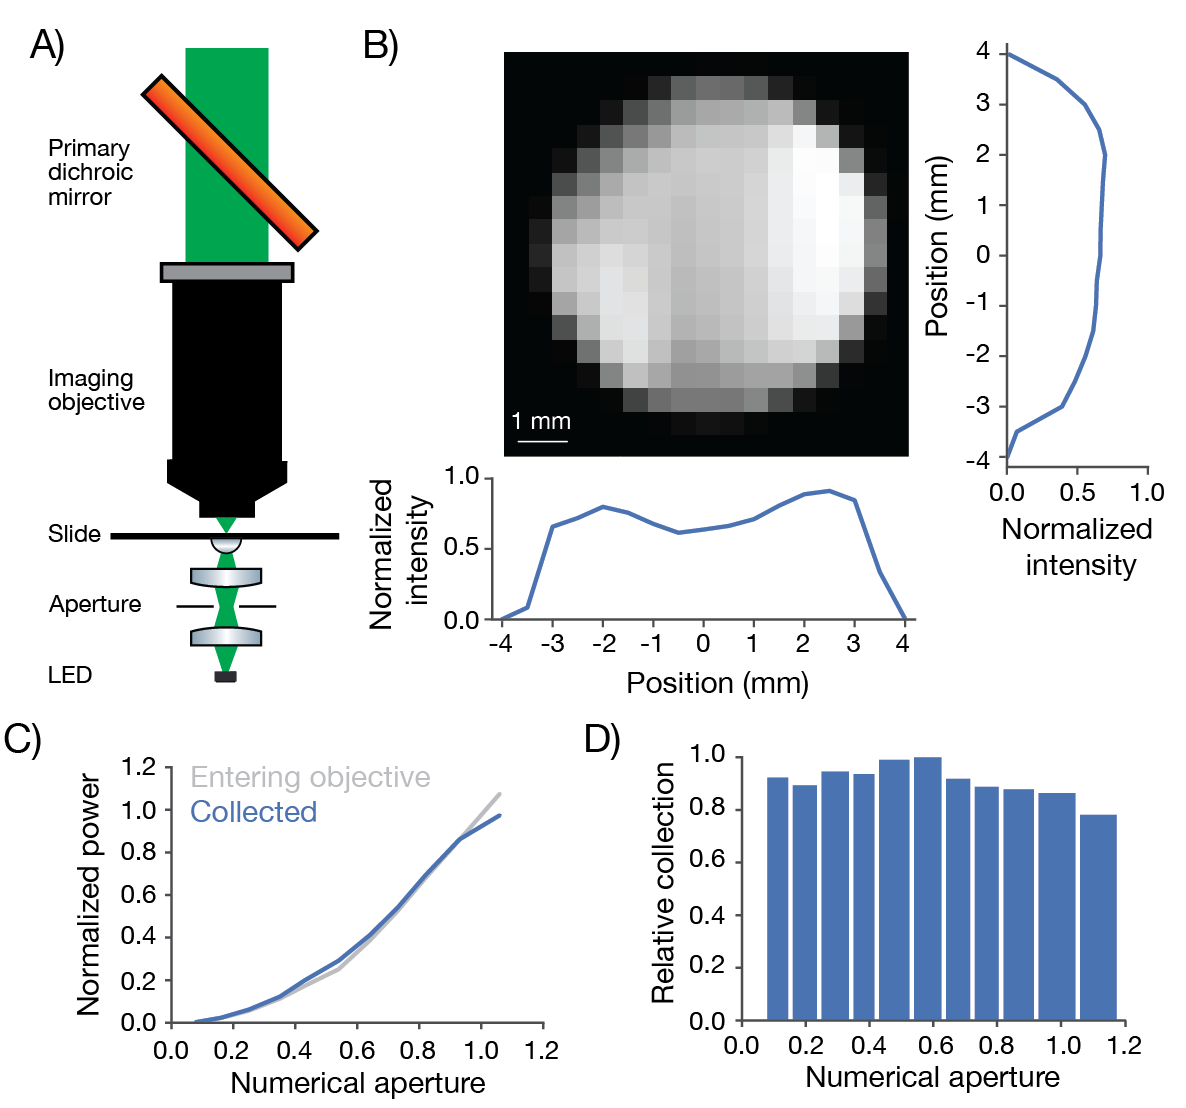 A)
Primary
dichroic
mirror
Imaging
objective
Slide
Aperture
LED
B)
1 mm
4
3
2
1
0
-1
-2
-3
-4
Position (mm)
0.0 0.5 1.0
Normalized
intensity
1.0
0.5
0.0
Normalized
intensity
-4 -3 -2 -1 0 1 2 3 4
Position (mm)
C)
1.2
1.0
0.8
0.6
0.4
0.2
0.0
Normalized power
Entering objective
Collected
0.0 0.2 0.4 0.6 0.8 1.0 1.2
Numerical aperture
D)
1.0
0.8
0.6
0.4
0.2
0.0
Relative collection
0.0 0.2 0.4 0.6 0.8 1.0 1.2
Numerical aperture